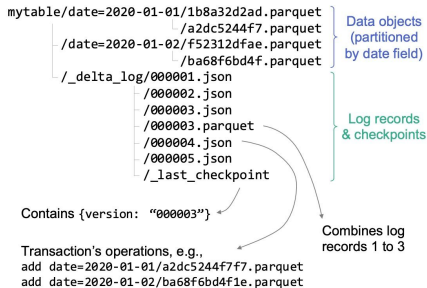 mytable/date=2020-01-01/1b8a32d2ad.parquet
/a2dc5244f7.parquet
/date=2020-01-02/f52312dfae.parquet
/ba68f6bd4f.parquet
/_delta_log/000001.json
/000002.json
/000003.json
/000003.parquet
/000004.json
/000005.json
/_last_checkpoint
Data objects
(partitioned
by date field)
Log records
& checkpoints
Contains {version: “000003”}
Combines log
records 1 to 3
Transaction's operations, e.g.,
add date=2020-01-01/a2dc5244f7f7.parquet
add date=2020-01-02/ba68f6bd4f1e.parquet